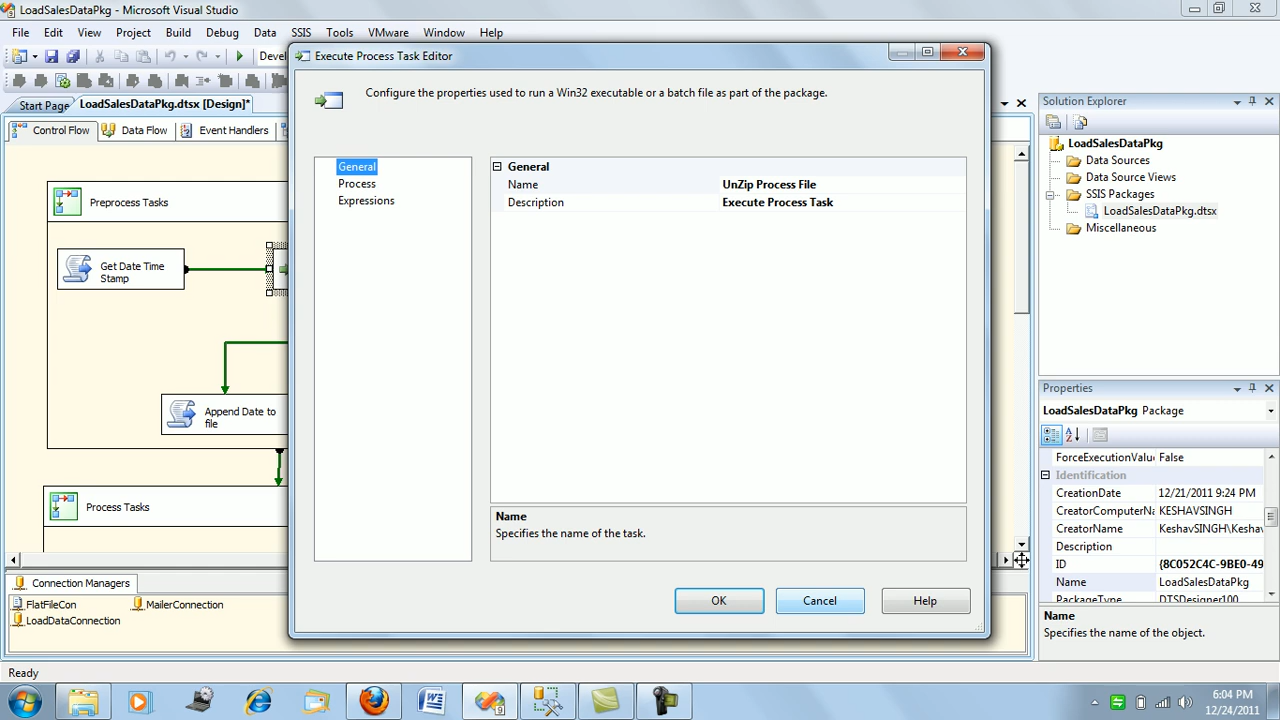 LoadSalesDataPkg - Microsoft Visual Studio
File Edit View Project Build Debug Data SSIS Tools VMware Window Help
Deve
Start Page LoadSalesDataPkg.dtsx [Design]*
Control Flow Data Flow Event Handlers
Preprocess Tasks
Get Date Time
Stamp
Append Date to
file
Process Tasks
Connection Managers
FlatFileCon MailerConnection
LoadDataConnection
Ready
Execute Process Task Editor
Configure the properties used to run a Win32 executable or a batch file as part of the package.
General
Process
Expressions
General
Name UnZip Process File
Description Execute Process Task
Name
Specifies the name of the task.
OK Cancel Help
Solution Explorer
LoadSalesDataPkg
Data Sources
Data Source Views
SSIS Packages
LoadSalesDataPkg.dtsx
Miscellaneous
Properties
LoadSalesDataPkg Package
ForceExecutionValu False
Identification
CreationDate 12/21/2011 9:24 PM
CreatorComputerNa KESHAVSINGH
CreatorName KeshavSINGH\Keshav
Description
ID {8C052C4C-9BE0-49
Name LoadSalesDataPkg
PackageType DTSDesigner100
Name
Specifies the name of the object.
6:04 PM
12/24/2011